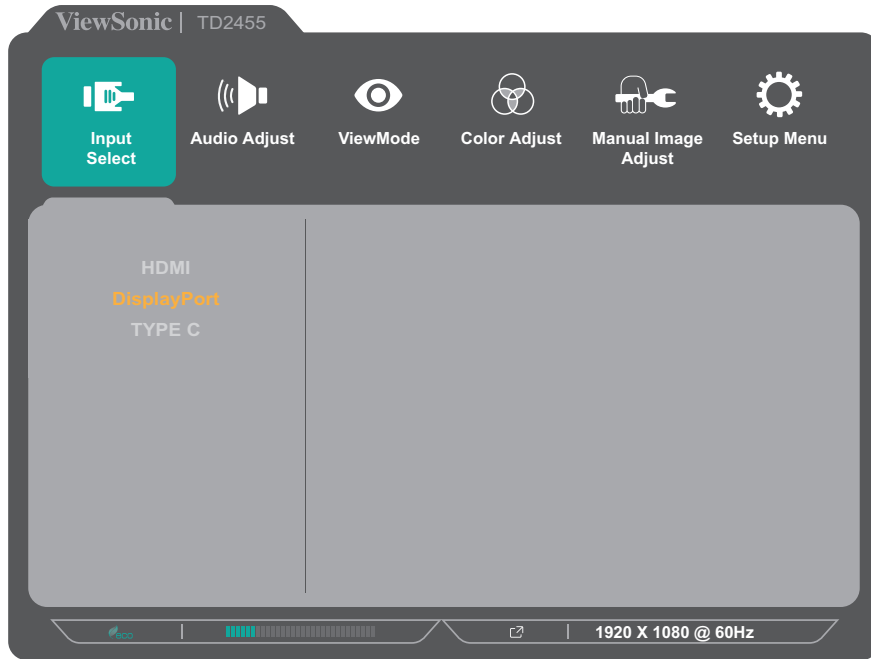 ViewSonic | TD2455
Input Select
Audio Adjust
ViewMode
Color Adjust
Manual Image Adjust
Setup Menu
HDMI
DisplayPort
TYPE C
eco
1920 X 1080 @ 60Hz